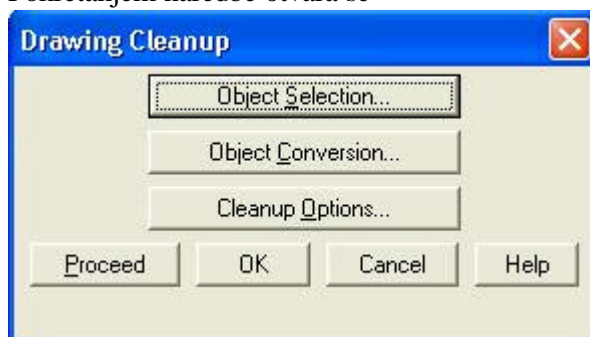 Pokretanjem naredbe otvara se
Drawing Cleanup
Object Selection...
Object Conversion...
Cleanup Options...
Proceed OK Cancel Help